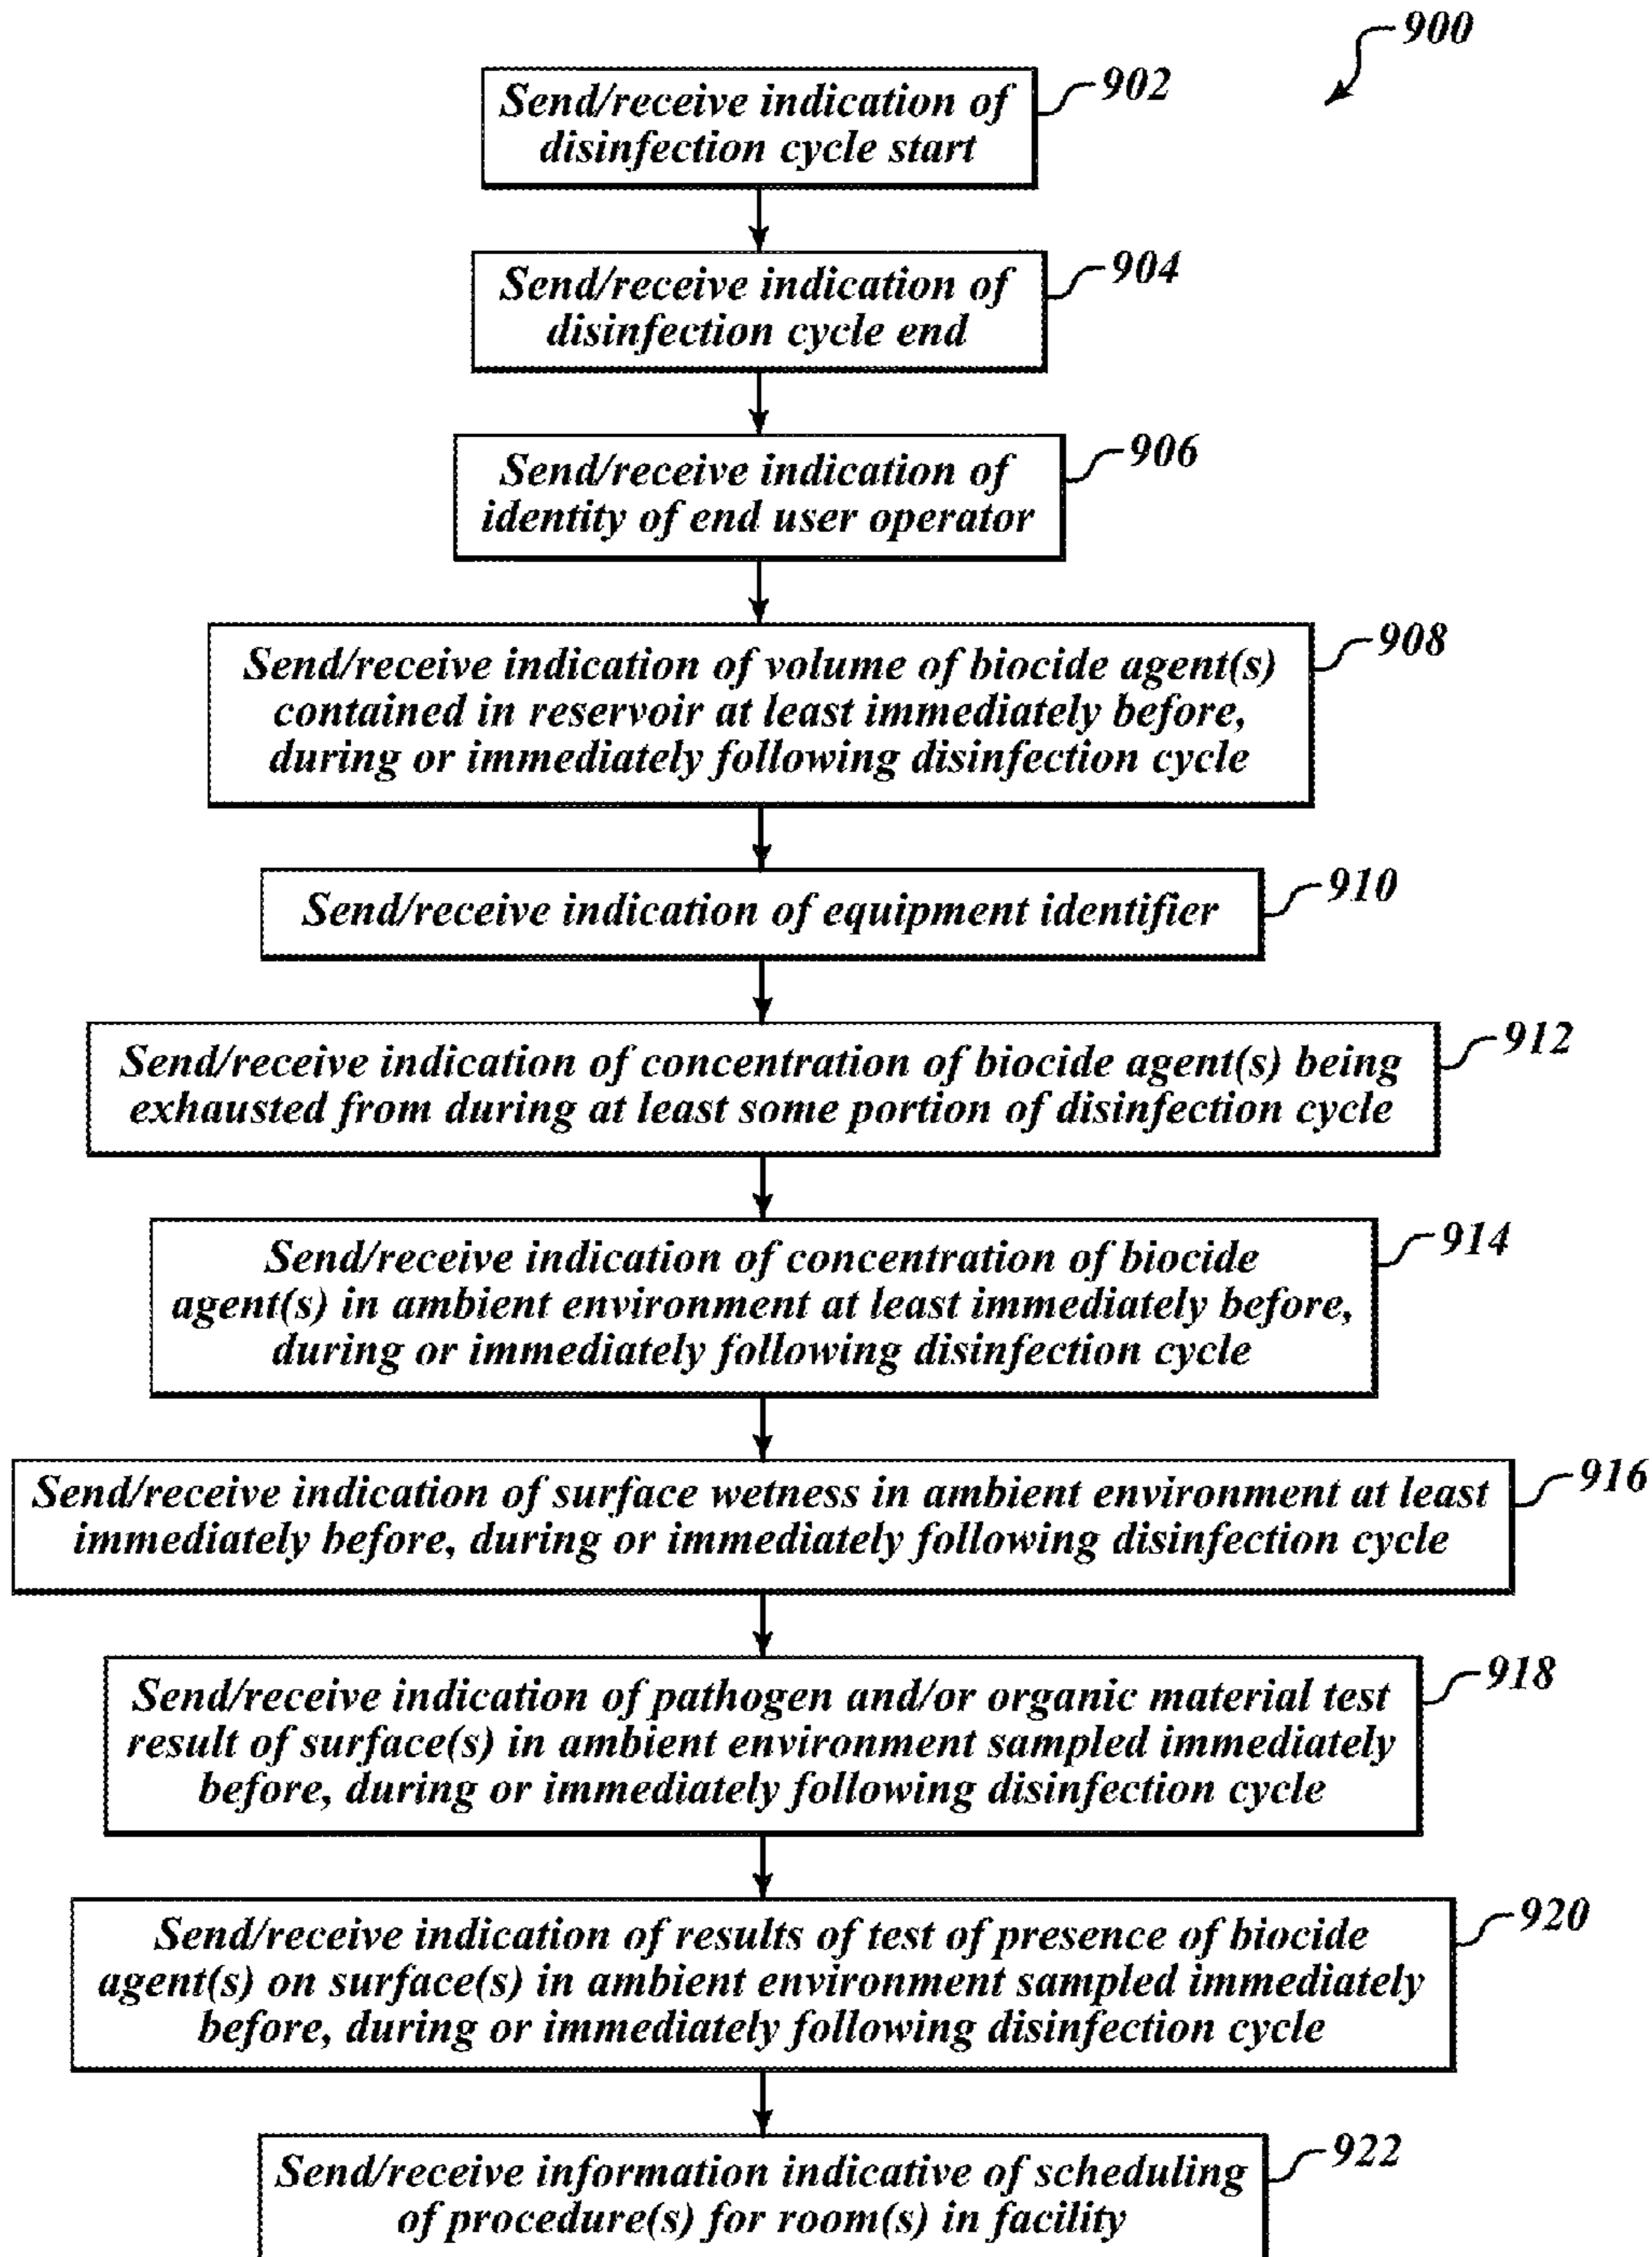 900
Send/receive indication of
disinfection cycle start
902
Send/receive indication of
disinfection cycle end
904
Send/receive indication of
identity of end user operator
906
Send/receive indication of volume of biocide agent(s)
contained in reservoir at least immediately before,
during or immediately following disinfection cycle
908
Send/receive indication of equipment identifier
910
Send/receive indication of concentration of biocide agent(s) being
exhausted from during at least some portion of disinfection cycle
912
Send/receive indication of concentration of biocide
agent(s) in ambient environment at least immediately before,
during or immediately following disinfection cycle
914
Send/receive indication of surface wetness in ambient environment at least
immediately before, during or immediately following disinfection cycle
916
Send/receive indication of pathogen and/or organic material test
result of surface(s) in ambient environment sampled immediately
before, during or immediately following disinfection cycle
918
Send/receive indication of results of test of presence of biocide
agent(s) on surface(s) in ambient environment sampled immediately
before, during or immediately following disinfection cycle
920
Send/receive information indicative of scheduling
of procedure(s) for room(s) in facility
922